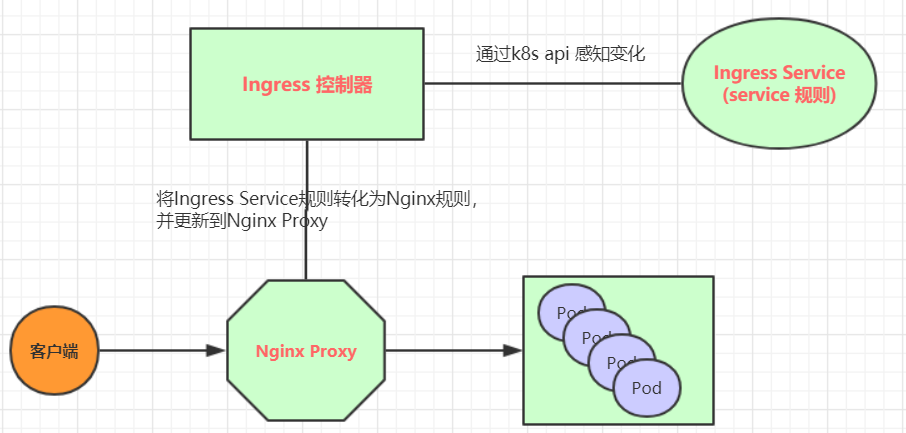 通过k8s api 感知变化
Ingress 控制器
Ingress Service
(service 规则)
将Ingress Service规则转化为Nginx规则，
并更新到Nginx Proxy
客户端
Nginx Proxy
Pod
Pod
Pod
Pod